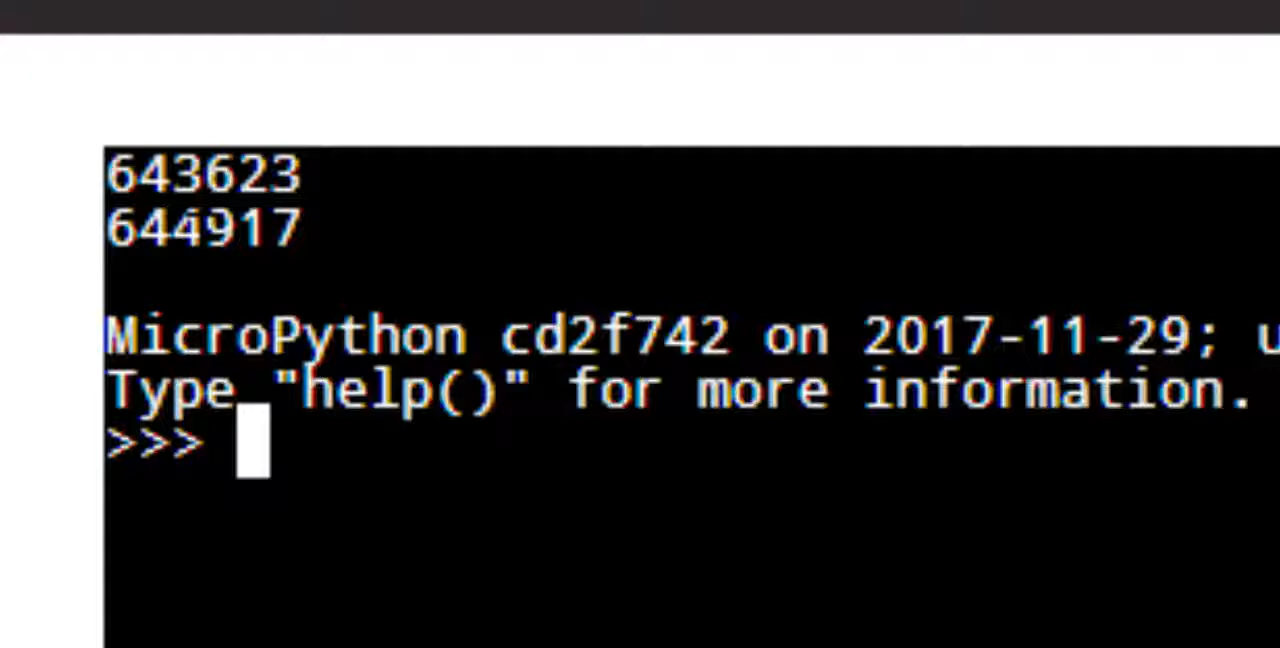 643623
644917
MicroPython cd2f742 on 2017-11-29; u
Type "help()" for more information.
>>>